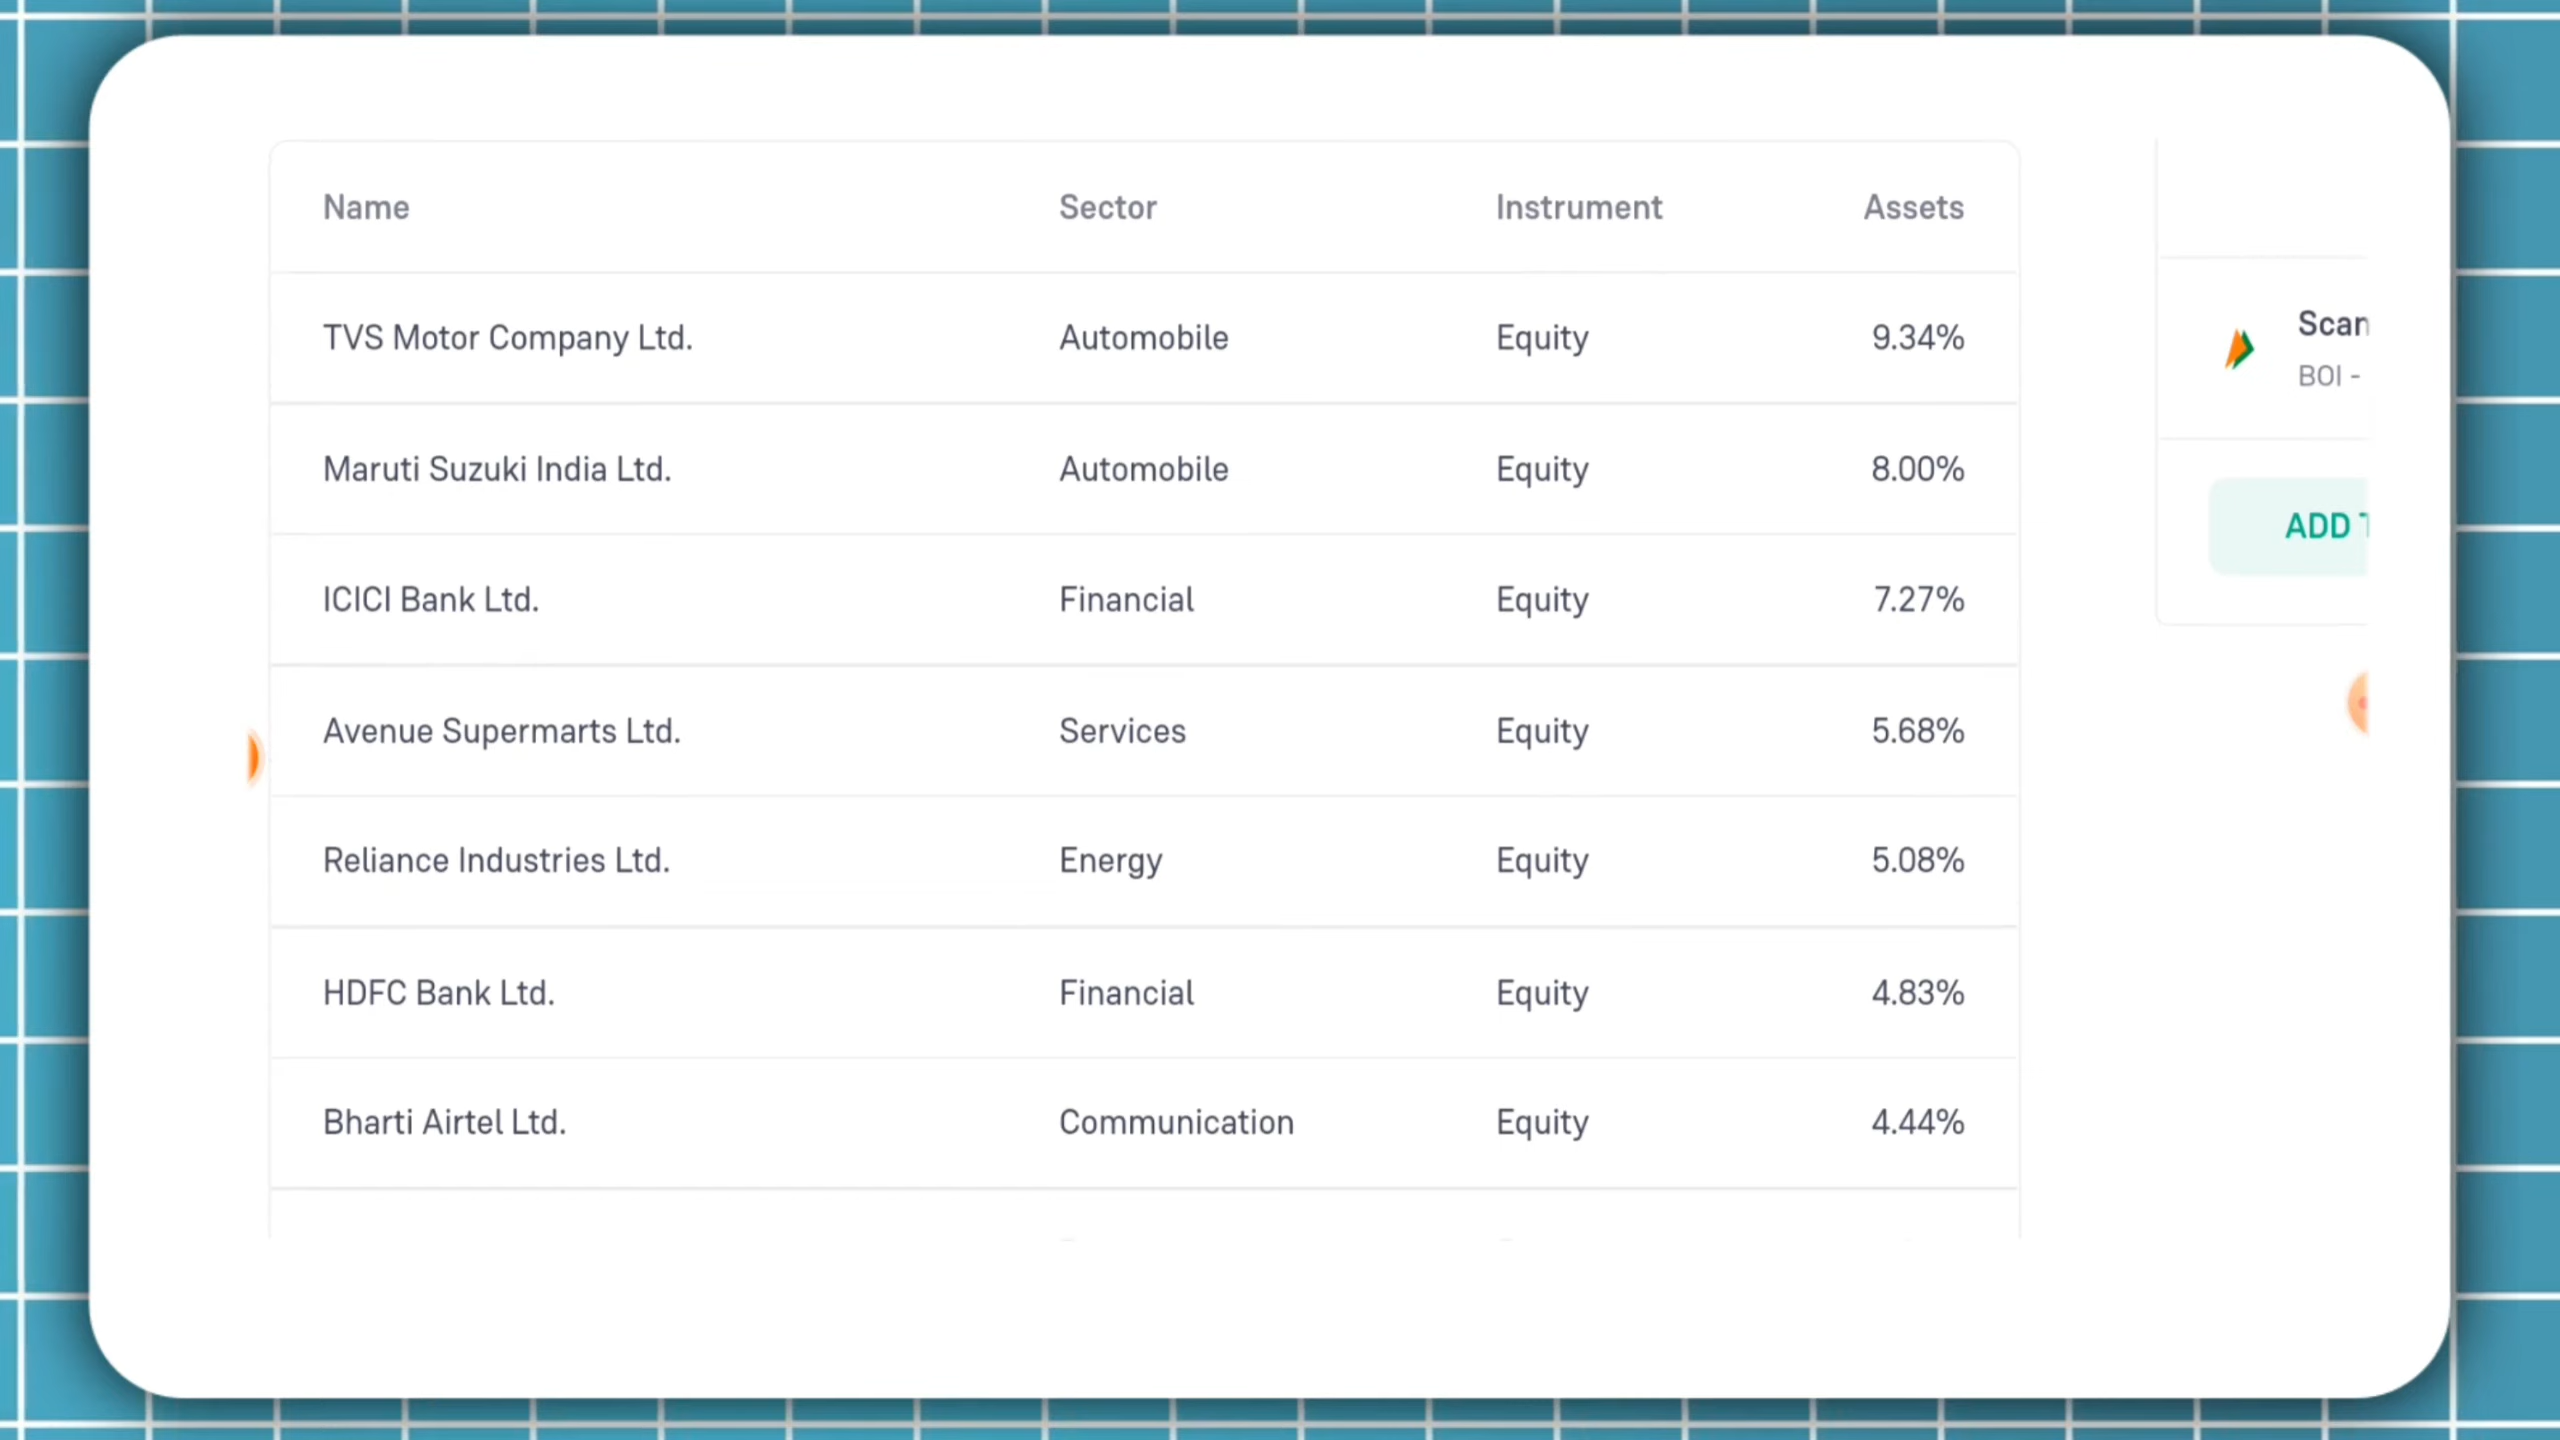 Name Sector Instrument Assets
TVS Motor Company Ltd. Automobile Equity 9.34%
Maruti Suzuki India Ltd. Automobile Equity 8.00%
ICICI Bank Ltd. Financial Equity 7.27%
Avenue Supermarts Ltd. Services Equity 5.68%
Reliance Industries Ltd. Energy Equity 5.08%
HDFC Bank Ltd. Financial Equity 4.83%
Bharti Airtel Ltd. Communication Equity 4.44%
Scan
BOI -
ADD